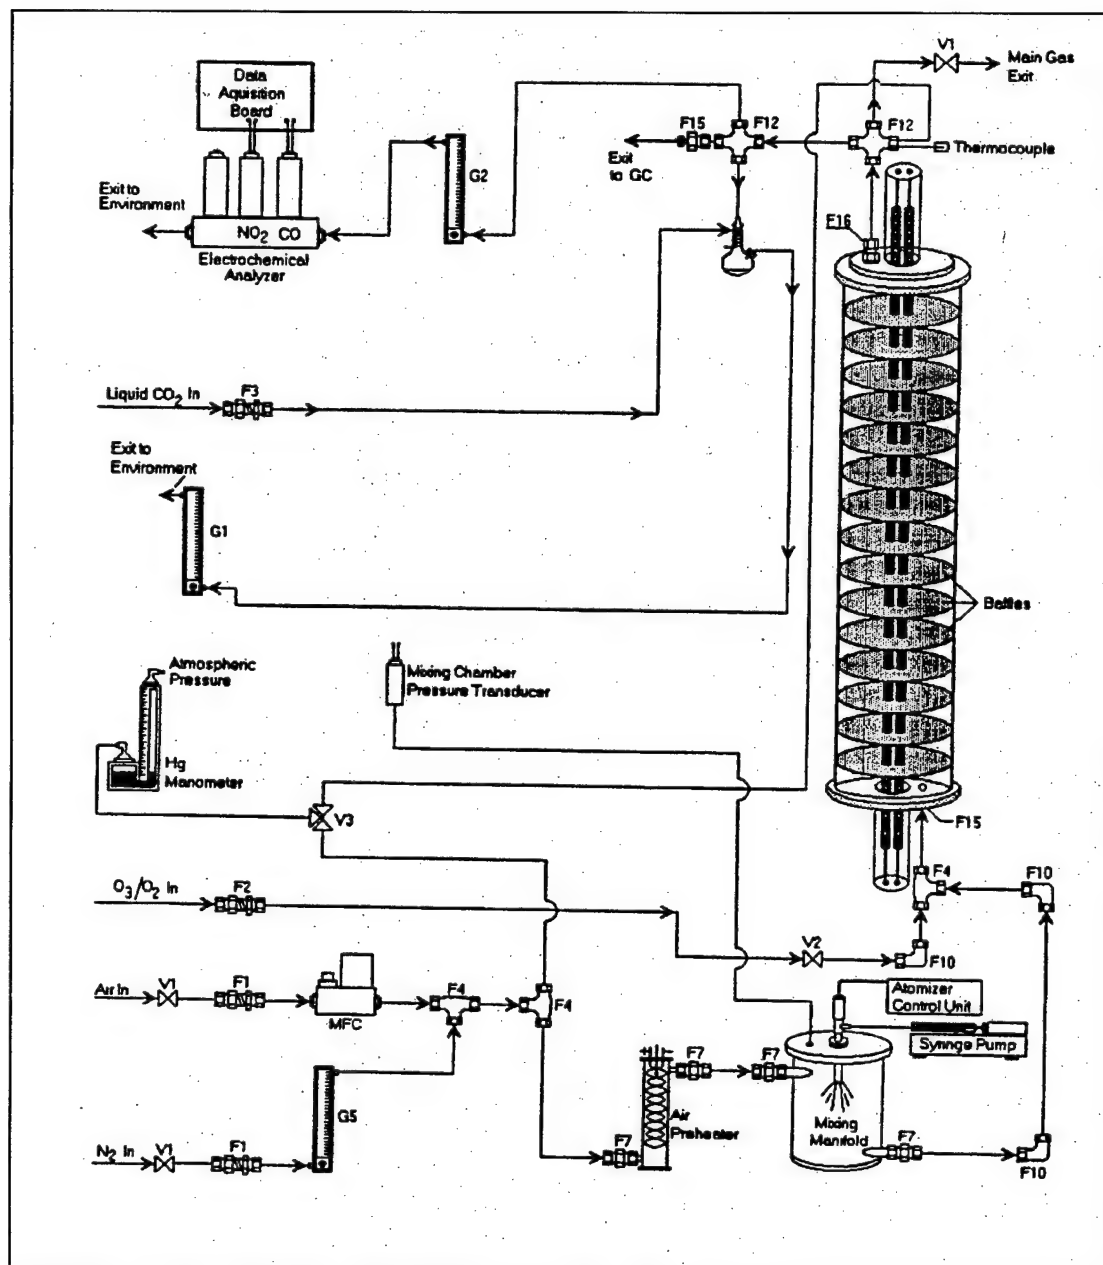 V1
Main Gas
Exit
Data
Aquisition
Board
F15
F12
F12
Exit
to GC
Thermocouple
G2
Exit to
Environment
NO2 CO
Electrochemical
Analyzer
F16
Liquid CO2 In
F3
Exit to
Environment
G1
Baffles
Atmospheric
Pressure
Mixing Chamber
Pressure Transducer
Hg
Manometer
V3
F15
O3/O2 In
F2
F4
F10
V2
F10
Air In
V1
F1
MFC
F4
F4
Atomizer
Control Unit
Syringe Pump
F7
F7
G5
Air
Preheater
Mixing
Manifold
N2 In
V1
F1
F7
F7
F10